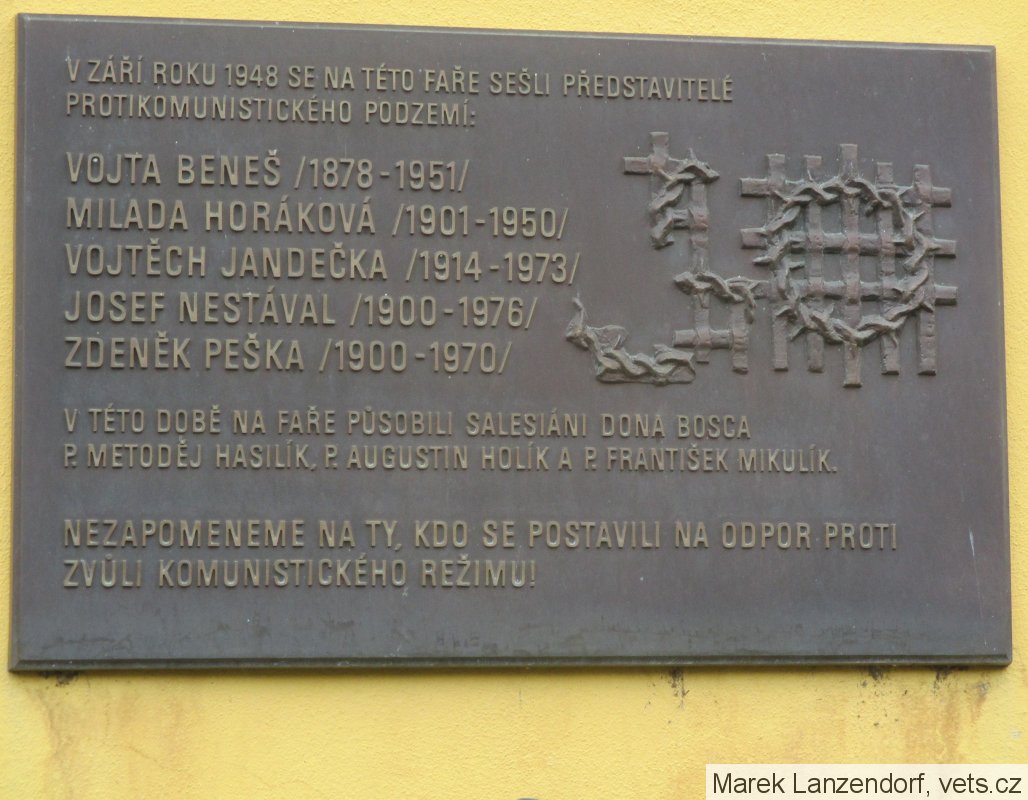 V ZÁŘÍ ROKU 1948 SE NA TÉTO FAŘE SEŠLI PŘEDSTAVITELÉ
PROTIKOMUNISTICKÉHO PODZEMÍ:
VOJTA BENEŠ /1878-1951/
MILADA HORÁKOVÁ /1901-1950/
VOJTĚCH JANDEČKA /1914-1973/
JOSEF NESTÁVAL /1900-1976/
ZDENĚK PEŠKA /1900-1970/
V TÉTO DOBĚ NA FAŘE PŮSOBILI SALESIÁNI DONA BOSCA
P. METODĚJ HASILÍK, P. AUGUSTIN HOLÍK A P. FRANTIŠEK MIKULÍK.
NEZAPOMENEME NA TY, KDO SE POSTAVILI NA ODPOR PROTI
ZVŮLI KOMUNISTICKÉHO REŽIMU!
Marek Lanzendorf, vets.cz